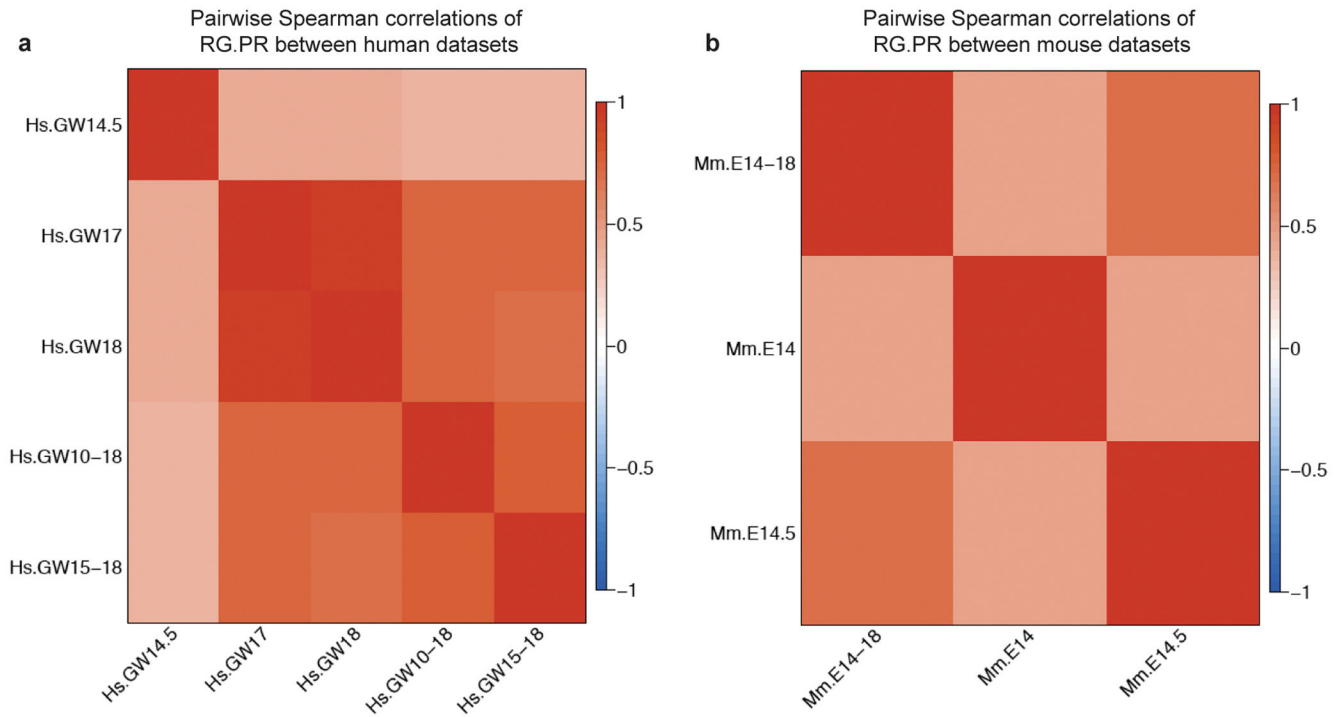 a
Pairwise Spearman correlations of
RG.PR between human datasets
Hs.GW14.5
Hs.GW17
Hs.GW18
Hs.GW10−18
Hs.GW15−18
Hs.GW14.5
Hs.GW17
Hs.GW18
Hs.GW10−18
Hs.GW15−18
1
0.5
0
−0.5
−1
b
Pairwise Spearman correlations of
RG.PR between mouse datasets
Mm.E14−18
Mm.E14
Mm.E14.5
Mm.E14−18
Mm.E14
Mm.E14.5
1
0.5
0
−0.5
−1